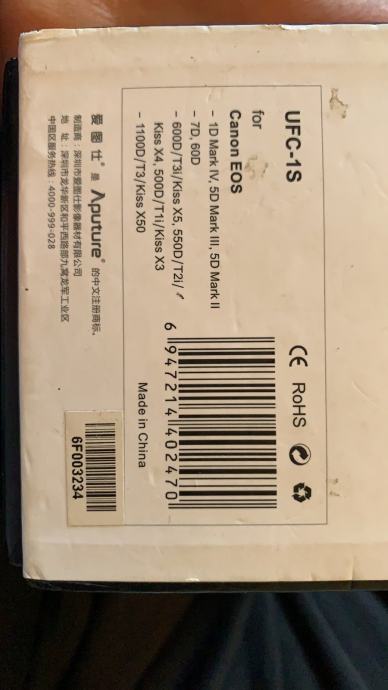 UFC-1S
for
Canon EOS
- 1D Mark IV, 5D Mark III, 5D Mark II
- 7D, 60D
- 600D/T3i/Kiss X5, 550D/T2i/
Kiss X4, 500D/T1i/Kiss X3
- 1100D/T3/Kiss X50
CE RoHS
6 947214 402470
Made in China
爱图仕® 是 Aputure® 的中文注册商标。
制造商：深圳市爱图仕影像器材有限公司
地 址：深圳市龙华新区和平西路部九窝龙军工业区
中国区服务热线：4000-999-028
6F003234